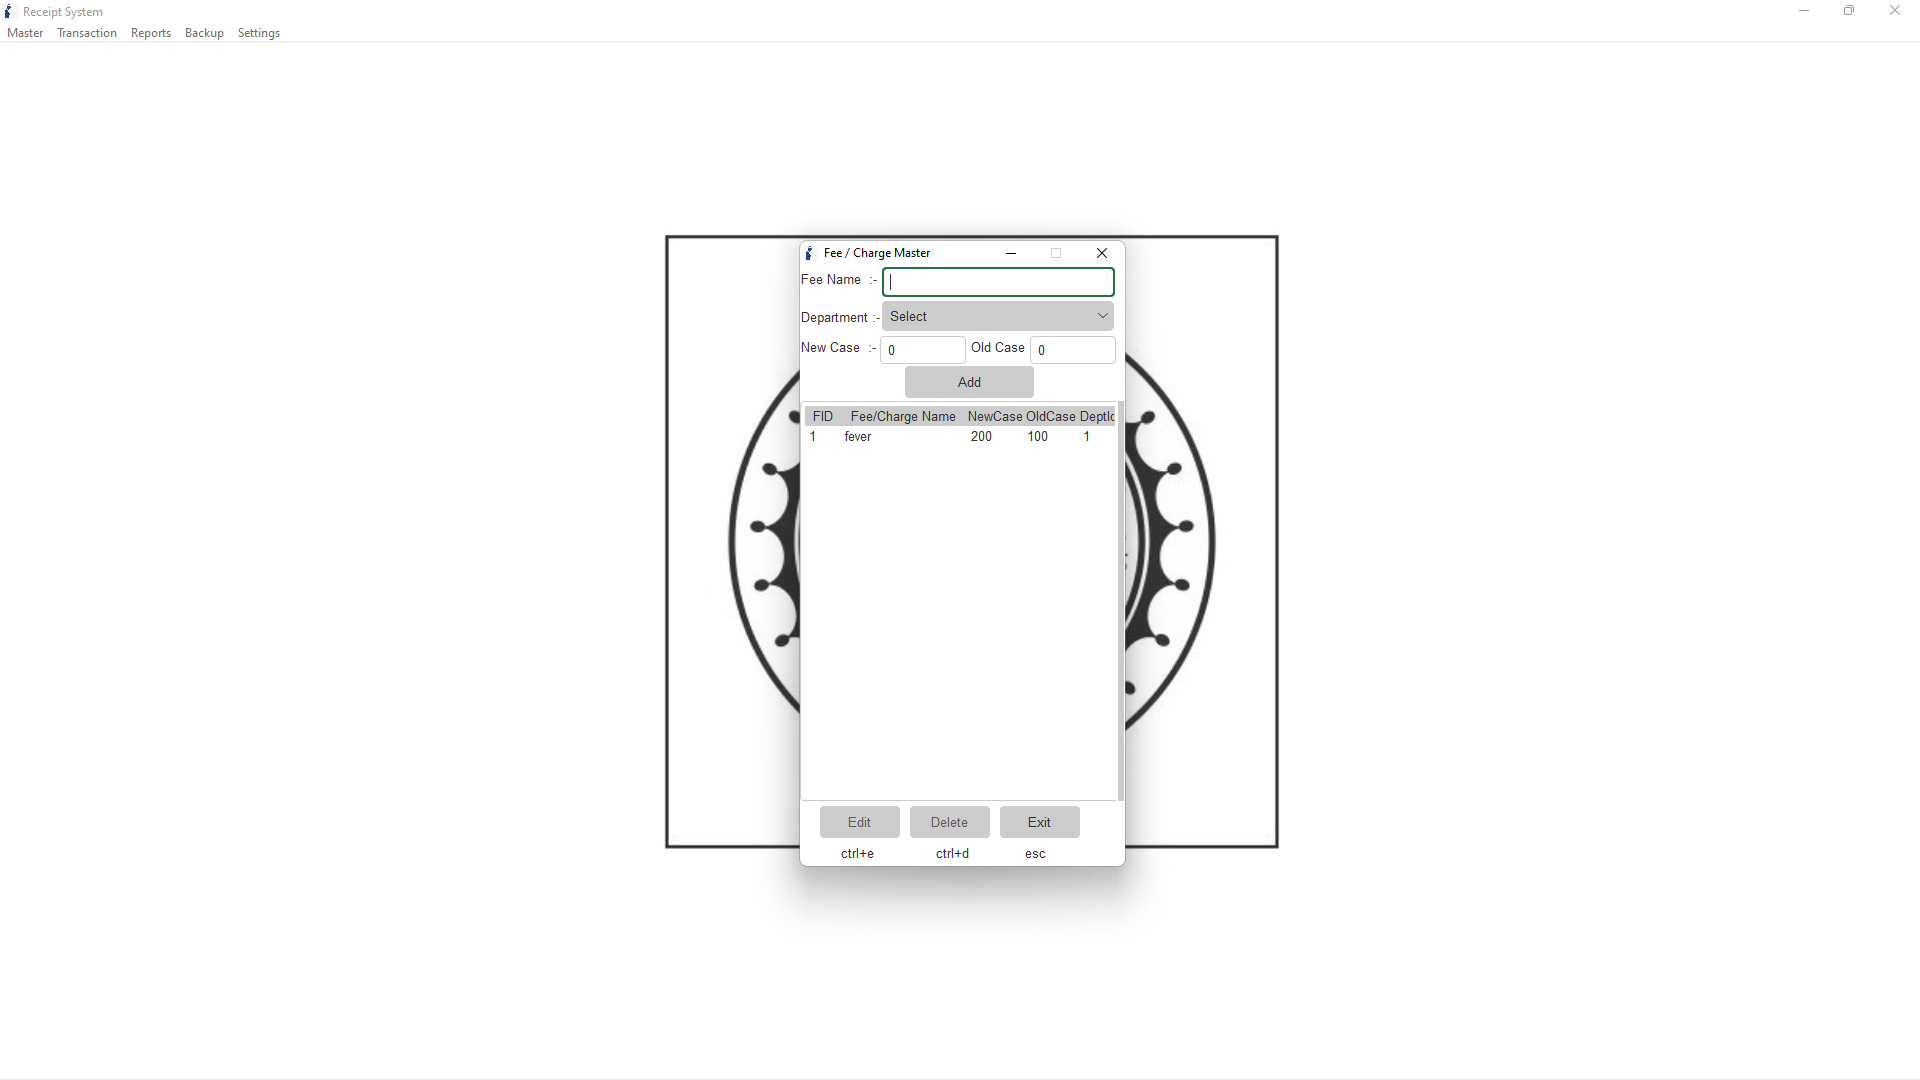 Receipt System
Master Transaction Reports Backup Settings
Fee / Charge Master
Fee Name :-
Department :- Select
New Case :- 0 Old Case 0
Add
FID Fee/Charge Name NewCase OldCase DeptId
1 fever 200 100 1
Edit Delete Exit
ctrl+e ctrl+d esc